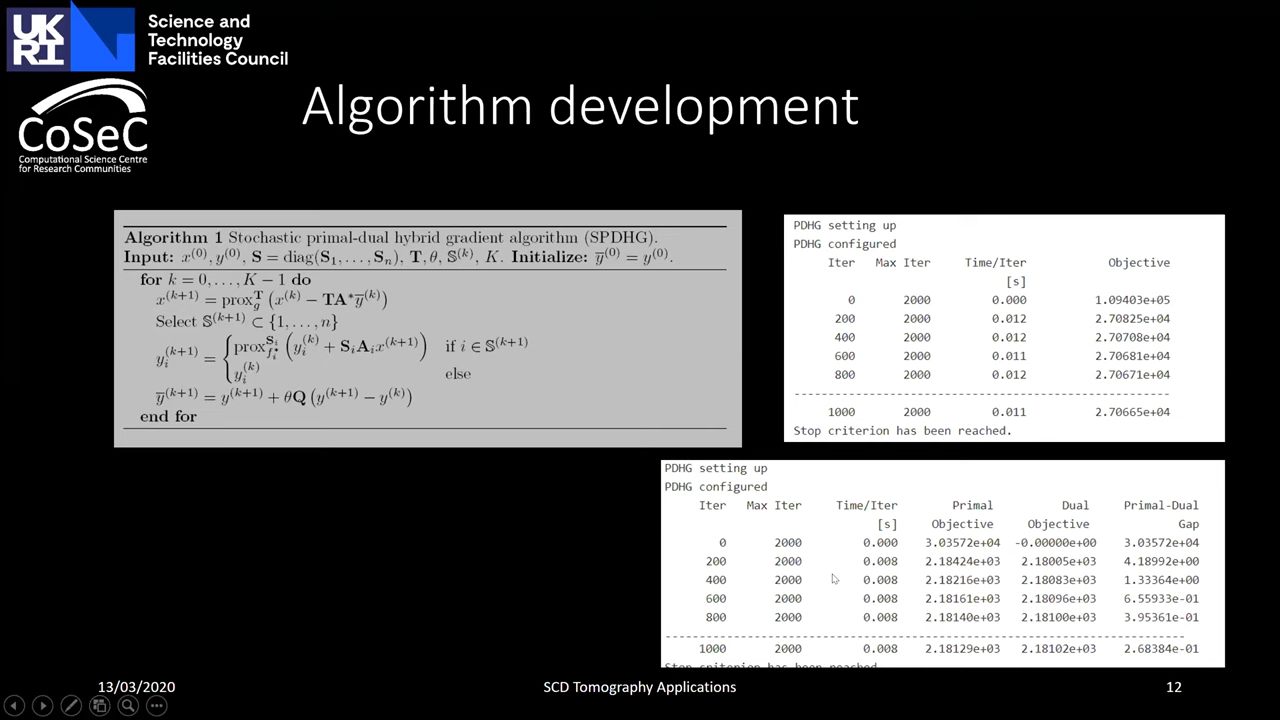 UK
RI
Science and
Technology
Facilities Council
CoSeC
Computational Science Centre
for Research Communities
Algorithm development
Algorithm 1 Stochastic primal-dual hybrid gradient algorithm (SPDHG).
Input: x^(0), y^(0), S = diag(S_1, . . . , S_n), T, θ, 𝕊^(k), K. Initialize: y̅^(0) = y^(0).
for k = 0, . . . , K − 1 do
x^(k+1) = prox_g^T (x^(k) − TA*y̅^(k))
Select 𝕊^(k+1) ⊂ {1, . . . , n}
y_i^(k+1) = { prox_{f_i^*}^{S_i} (y_i^(k) + S_i A_i x^(k+1)) if i ∈ 𝕊^(k+1)
y_i^(k) else
y̅^(k+1) = y^(k+1) + θQ (y^(k+1) − y^(k))
end for
PDHG setting up
PDHG configured
Iter Max Iter Time/Iter Objective
[s]
0 2000 0.000 1.09403e+05
200 2000 0.012 2.70825e+04
400 2000 0.012 2.70708e+04
600 2000 0.011 2.70681e+04
800 2000 0.012 2.70671e+04
-------------------------------------------------------
1000 2000 0.011 2.70665e+04
Stop criterion has been reached.
PDHG setting up
PDHG configured
Iter Max Iter Time/Iter Primal Dual Primal-Dual
[s] Objective Objective Gap
0 2000 0.000 3.03572e+04 -0.00000e+00 3.03572e+04
200 2000 0.008 2.18424e+03 2.18005e+03 4.18992e+00
400 2000 0.008 2.18216e+03 2.18083e+03 1.33364e+00
600 2000 0.008 2.18161e+03 2.18096e+03 6.55933e-01
800 2000 0.008 2.18140e+03 2.18100e+03 3.95361e-01
----------------------------------------------------------------------------
1000 2000 0.008 2.18129e+03 2.18102e+03 2.68384e-01
Stop criterion has been reached
13/03/2020
SCD Tomography Applications
12